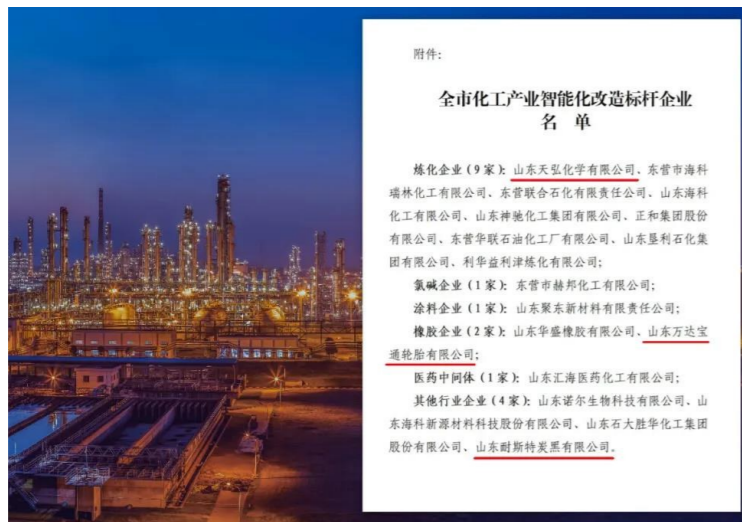 附件：
全市化工产业智能化改造标杆企业
名 单
炼化企业（9家）：山东天弘化学有限公司、东营市海科
瑞林化工有限公司、东营联合石化有限责任公司、山东海科
化工有限公司、山东神驰化工集团有限公司、正和集团股份
有限公司、东营华联石油化工厂有限公司、山东垦利石化集
团有限公司、利华益利津炼化有限公司；
氯碱企业（1家）：东营市赫邦化工有限公司；
涂料企业（1家）：山东聚东新材料有限责任公司；
橡胶企业（2家）：山东华盛橡胶有限公司、山东万达宝
通轮胎有限公司；
医药中间体（1家）：山东汇海医药化工有限公司；
其他行业企业（4家）：山东诺尔生物科技有限公司、山
东海科新源材料科技股份有限公司、山东石大胜华化工集团
股份有限公司、山东耐斯特炭黑有限公司。